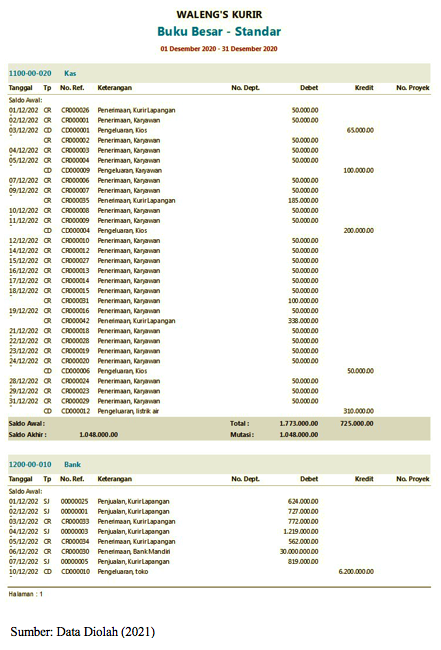 WALENG'S KURIR
Buku Besar - Standar
01 Desember 2020 - 31 Desember 2020
1100-00-020 Kas
Tanggal Tp No. Ref. Keterangan No. Dept. Debet Kredit No. Proyek
Saldo Awal:
01/12/202 CR CR000026 Penerimaan, Kurir Lapangan 50.000.00
02/12/202 CR CR000001 Penerimaan, Karyawan 50.000.00
03/12/202 CD CD000001 Pengeluaran, Kios 65.000.00
CR CR000002 Penerimaan, Karyawan 50.000.00
04/12/202 CR CR000003 Penerimaan, Karyawan 50.000.00
05/12/202 CR CR000004 Penerimaan, Karyawan 50.000.00
CD CD000009 Pengeluaran, Karyawan 100.000.00
07/12/202 CR CR000006 Penerimaan, Karyawan 50.000.00
09/12/202 CR CR000007 Penerimaan, Karyawan 50.000.00
CR CR000035 Penerimaan, Kurir Lapangan 185.000.00
10/12/202 CR CR000008 Penerimaan, Karyawan 50.000.00
11/12/202 CR CR000009 Penerimaan, Karyawan 50.000.00
CD CD000004 Pengeluaran, Kios 200.000.00
12/12/202 CR CR000010 Penerimaan, Karyawan 50.000.00
14/12/202 CR CR000012 Penerimaan, Karyawan 50.000.00
15/12/202 CR CR000027 Penerimaan, Karyawan 50.000.00
16/12/202 CR CR000013 Penerimaan, Karyawan 50.000.00
17/12/202 CR CR000014 Penerimaan, Karyawan 50.000.00
18/12/202 CR CR000015 Penerimaan, Karyawan 50.000.00
CR CR000031 Penerimaan, Karyawan 100.000.00
19/12/202 CR CR000016 Penerimaan, Karyawan 50.000.00
CR CR000042 Penerimaan, Kurir Lapangan 338.000.00
21/12/202 CR CR000018 Penerimaan, Karyawan 50.000.00
22/12/202 CR CR000028 Penerimaan, Karyawan 50.000.00
23/12/202 CR CR000019 Penerimaan, Karyawan 50.000.00
24/12/202 CR CR000020 Penerimaan, Karyawan 50.000.00
CD CD000006 Pengeluaran, Kios 50.000.00
28/12/202 CR CR000024 Penerimaan, Karyawan 50.000.00
29/12/202 CR CR000023 Penerimaan, Karyawan 50.000.00
31/12/202 CR CR000029 Penerimaan, Karyawan 50.000.00
CD CD000012 Pengeluaran, listrik air 310.000.00
Saldo Awal : Total : 1.773.000.00 725.000.00
Saldo Akhir : 1.048.000.00 Mutasi : 1.048.000.00
1200-00-010 Bank
Tanggal Tp No. Ref. Keterangan No. Dept. Debet Kredit No. Proyek
Saldo Awal:
01/12/202 SJ 00000025 Penjualan, Kurir Lapangan 624.000.00
02/12/202 SJ 00000001 Penjualan, Kurir Lapangan 727.000.00
03/12/202 CR CR000033 Penerimaan, Kurir Lapangan 772.000.00
04/12/202 SJ 00000003 Penjualan, Kurir Lapangan 1.219.000.00
05/12/202 CR CR000034 Penerimaan, Kurir Lapangan 562.000.00
06/12/202 CR CR000030 Penerimaan, Bank Mandiri 30.000.000.00
07/12/202 SJ 00000005 Penjualan, Kurir Lapangan 819.000.00
10/12/202 CD CD000010 Pengeluaran, toko 6.200.000.00
Halaman : 1
Sumber: Data Diolah (2021)